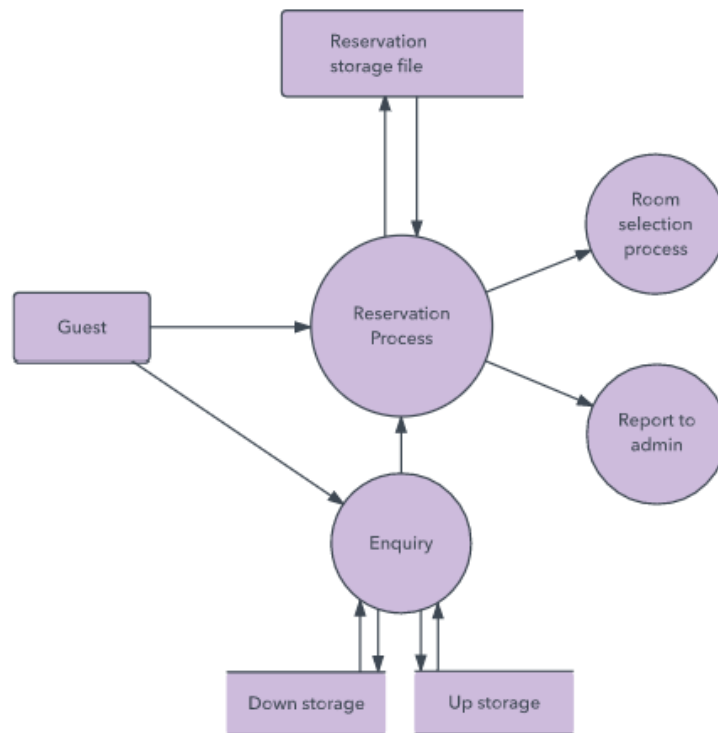 Reservation
storage file
Room
selection
process
Guest
Reservation
Process
Report to
admin
Enquiry
Down storage
Up storage